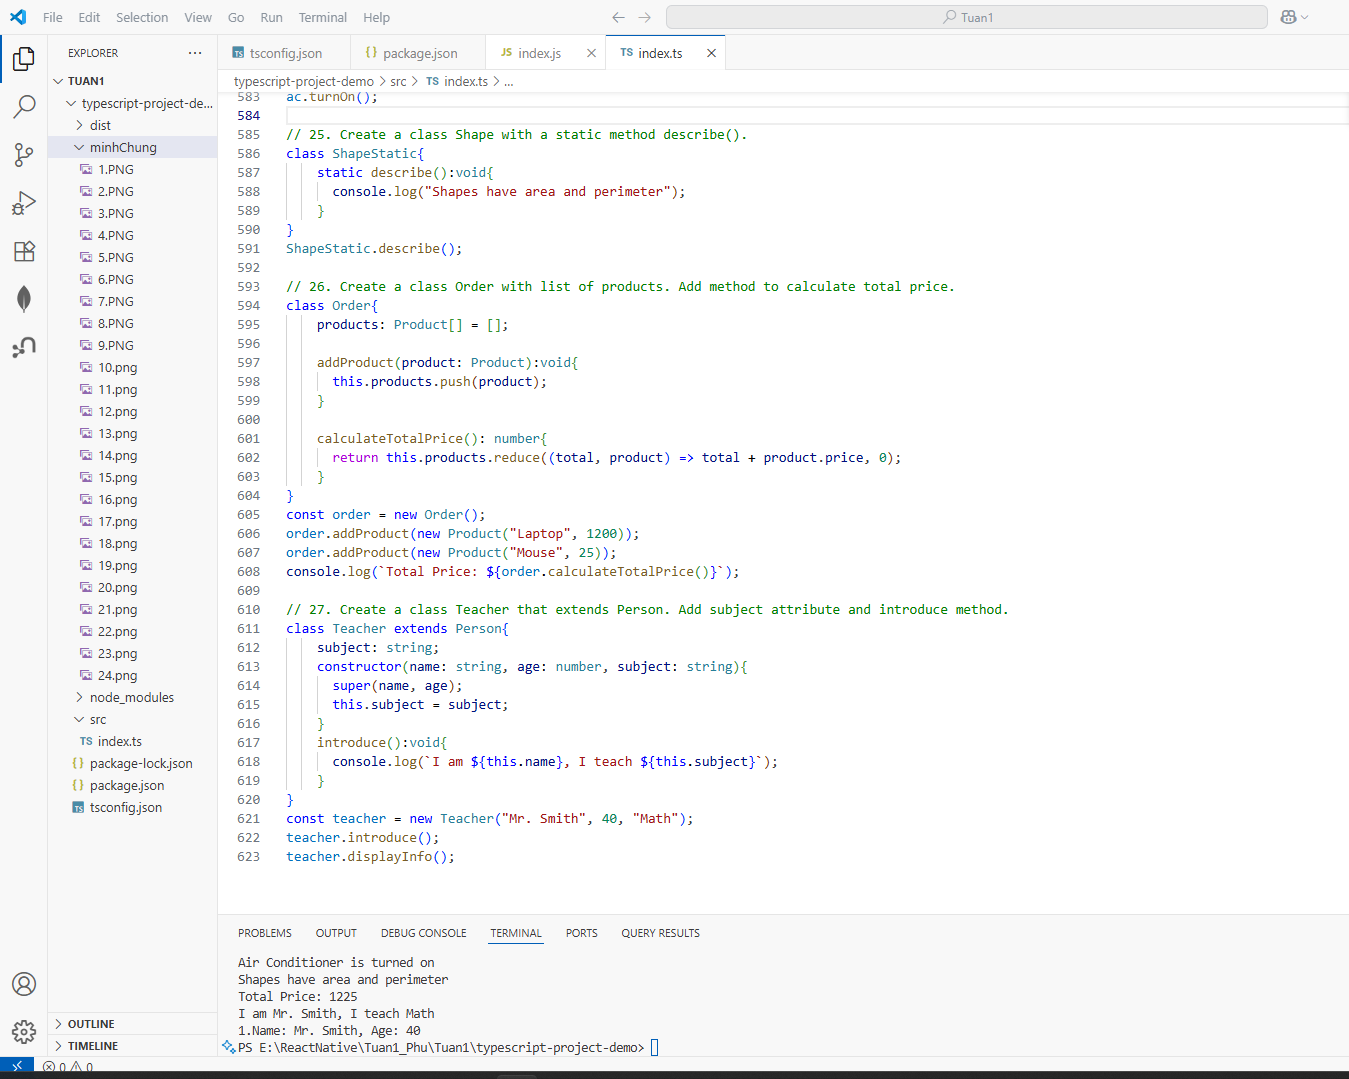 File Edit Selection View Go Run Terminal Help
Tuan1
EXPLORER
TUAN1
typescript-project-de...
dist
minhChung
1.PNG
2.PNG
3.PNG
4.PNG
5.PNG
6.PNG
7.PNG
8.PNG
9.PNG
10.png
11.png
12.png
13.png
14.png
15.png
16.png
17.png
18.png
19.png
20.png
21.png
22.png
23.png
24.png
node_modules
src
TS index.ts
{} package-lock.json
{} package.json
TS tsconfig.json
OUTLINE
TIMELINE
TS tsconfig.json {} package.json JS index.js TS index.ts
typescript-project-demo > src > TS index.ts > ...
583 ac.turnOn();
584
585 // 25. Create a class Shape with a static method describe().
586 class ShapeStatic{
587 static describe():void{
588 console.log("Shapes have area and perimeter");
589 }
590 }
591 ShapeStatic.describe();
592
593 // 26. Create a class Order with list of products. Add method to calculate total price.
594 class Order{
595 products: Product[] = [];
596
597 addProduct(product: Product):void{
598 this.products.push(product);
599 }
600
601 calculateTotalPrice(): number{
602 return this.products.reduce((total, product) => total + product.price, 0);
603 }
604 }
605 const order = new Order();
606 order.addProduct(new Product("Laptop", 1200));
607 order.addProduct(new Product("Mouse", 25));
608 console.log(`Total Price: ${order.calculateTotalPrice()}`);
609
610 // 27. Create a class Teacher that extends Person. Add subject attribute and introduce method.
611 class Teacher extends Person{
612 subject: string;
613 constructor(name: string, age: number, subject: string){
614 super(name, age);
615 this.subject = subject;
616 }
617 introduce():void{
618 console.log(`I am ${this.name}, I teach ${this.subject}`);
619 }
620 }
621 const teacher = new Teacher("Mr. Smith", 40, "Math");
622 teacher.introduce();
623 teacher.displayInfo();
PROBLEMS OUTPUT DEBUG CONSOLE TERMINAL PORTS QUERY RESULTS
Air Conditioner is turned on
Shapes have area and perimeter
Total Price: 1225
I am Mr. Smith, I teach Math
1.Name: Mr. Smith, Age: 40
PS E:\ReactNative\Tuan1_Phu\Tuan1\typescript-project-demo>
0 0